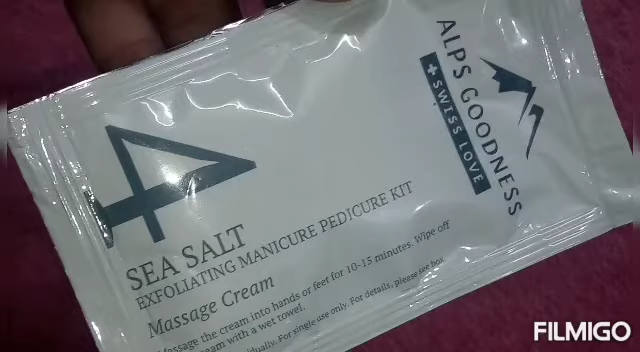 4
SEA SALT
EXFOLIATING MANICURE PEDICURE KIT
Massage Cream
Massage the cream into hands or feet for 10-15 minutes. Wipe off
cream with a wet towel.
For single use only. For details, please see box
ALPS GOODNESS
SWISS LOVE
FILMIGO